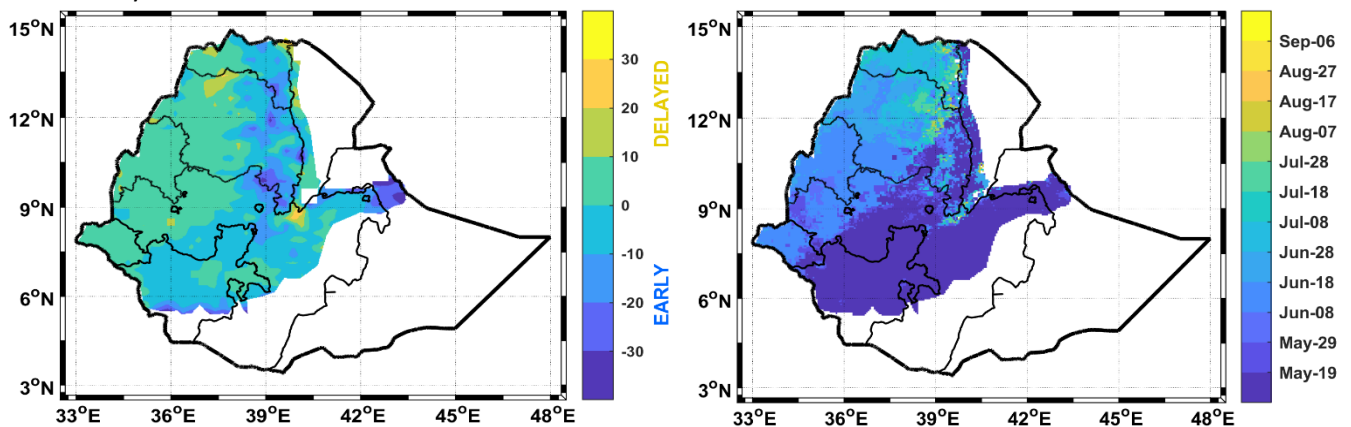 15°N
12°N
9°N
6°N
3°N
33°E 36°E 39°E 42°E 45°E 48°E
30
20
10
0
-10
-20
-30
DELAYED
EARLY
15°N
12°N
9°N
6°N
3°N
33°E 36°E 39°E 42°E 45°E 48°E
Sep-06
Aug-27
Aug-17
Aug-07
Jul-28
Jul-18
Jul-08
Jun-28
Jun-18
Jun-08
May-29
May-19